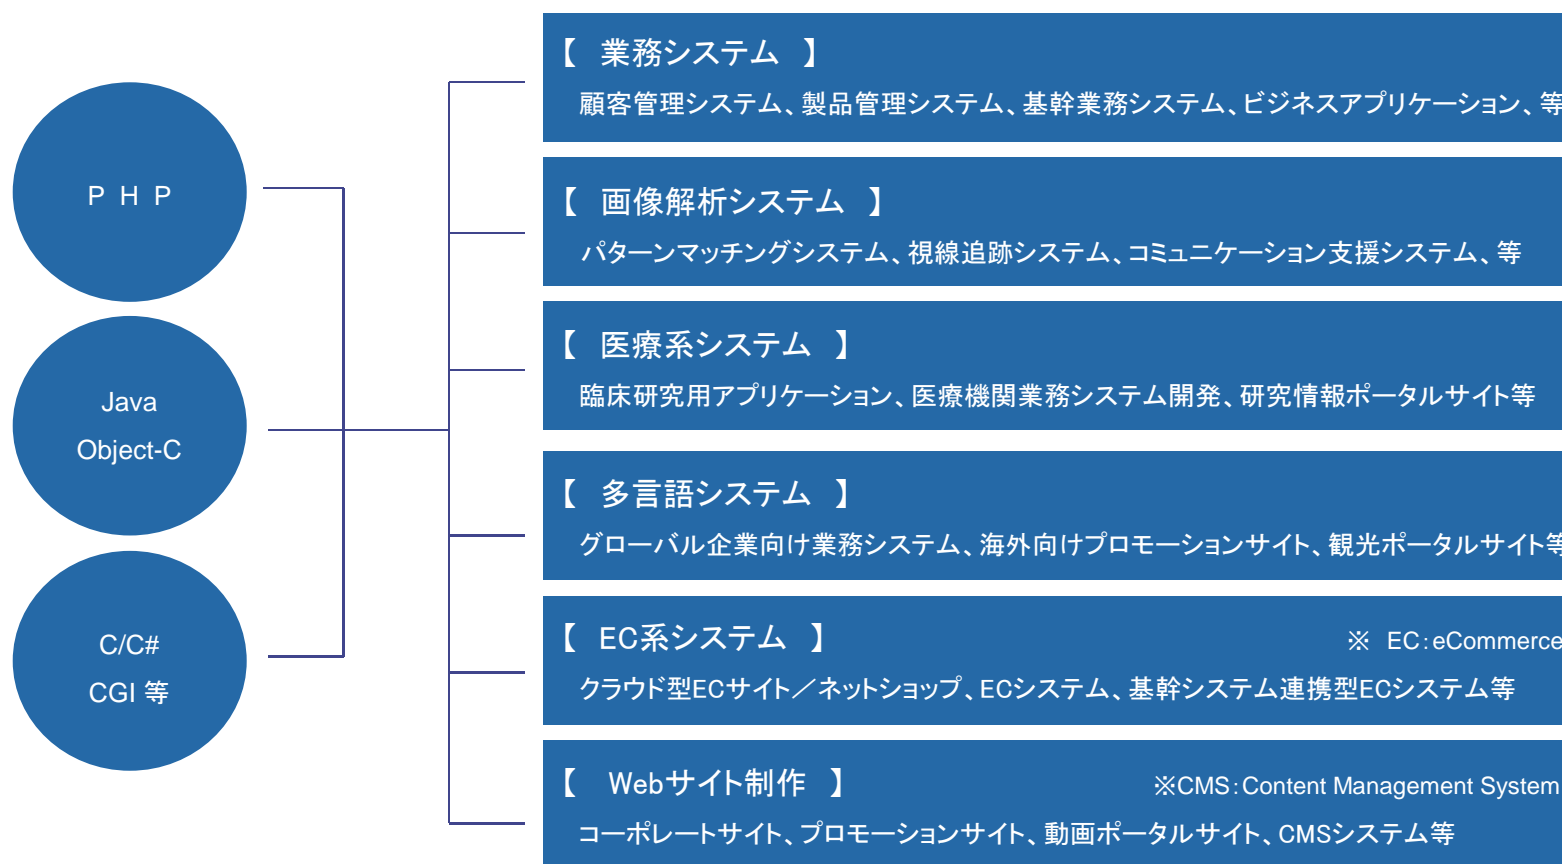 P H P
Java
Object-C
C/C#
CGI 等
【 業務システム 】
顧客管理システム、製品管理システム、基幹業務システム、ビジネスアプリケーション、等
【 画像解析システム 】
パターンマッチングシステム、視線追跡システム、コミュニケーション支援システム、等
【 医療系システム 】
臨床研究用アプリケーション、医療機関業務システム開発、研究情報ポータルサイト等
【 多言語システム 】
グローバル企業向け業務システム、海外向けプロモーションサイト、観光ポータルサイト等
【 EC系システム 】 ※ EC:eCommerce
クラウド型ECサイト/ネットショップ、ECシステム、基幹システム連携型ECシステム等
【 Webサイト制作 】 ※CMS:Content Management System
コーポレートサイト、プロモーションサイト、動画ポータルサイト、CMSシステム等